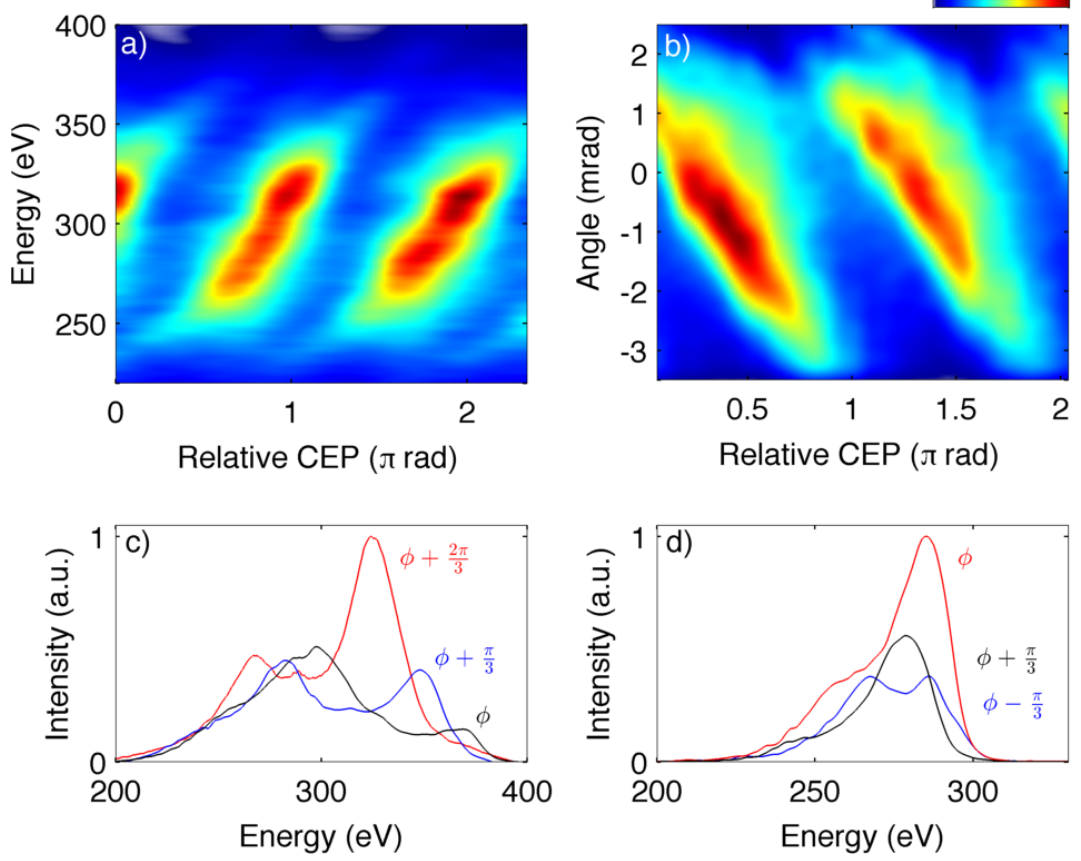 a)
400
350
300
250
Energy (eV)
0 1 2
Relative CEP (π rad)
b)
2
1
0
-1
-2
-3
Angle (mrad)
0.5 1 1.5 2
Relative CEP (π rad)
c)
1
0
Intensity (a.u.)
ϕ + 2π/3
ϕ + π/3
ϕ
200 300 400
Energy (eV)
d)
1
0
Intensity (a.u.)
ϕ
ϕ + π/3
ϕ − π/3
200 250 300
Energy (eV)